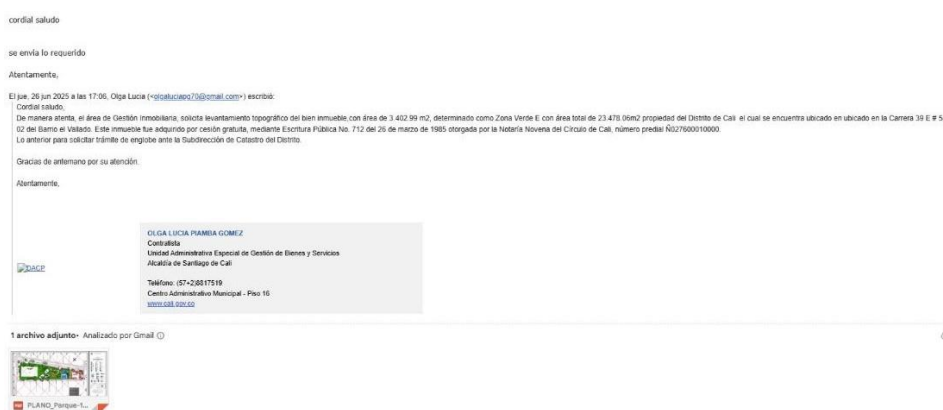 cordial saludo
se envia lo requerido
Atentamente,
El jue, 26 jun 2025 a las 17:06, Olga Lucia (<olgaluciapg70@gmail.com>) escribió:
Cordial saludo,
De manera atenta, el área de Gestión Inmobiliaria, solicita levantamiento topográfico del bien inmueble,con área de 3.402.99 m2, determinado como Zona Verde E con área total de 23.478.06m2 propiedad del Distrito de Cali el cual se encuentra ubicado en ubicado en la Carrera 39 E # 5
02 del Barrio el Vallado. Este inmueble fue adquirido por cesión gratuita, mediante Escritura Pública No. 712 del 26 de marzo de 1985 otorgada por la Notaría Novena del Círculo de Cali, número predial Ñ027600010000.
Lo anterior para solicitar trámite de englobe ante la Subdirección de Catastro del Distrito.
Gracias de antemano por su atención.
Atentamente,
DACP
OLGA LUCIA PIAMBA GOMEZ
Contratista
Unidad Administrativa Especial de Gestión de Bienes y Servicios
Alcaldía de Santiago de Cali
Teléfono: (57+2)8817519
Centro Administrativo Municipal - Piso 16
www.cali.gov.co
1 archivo adjunto• Analizado por Gmail
PLANO_Parque-1...